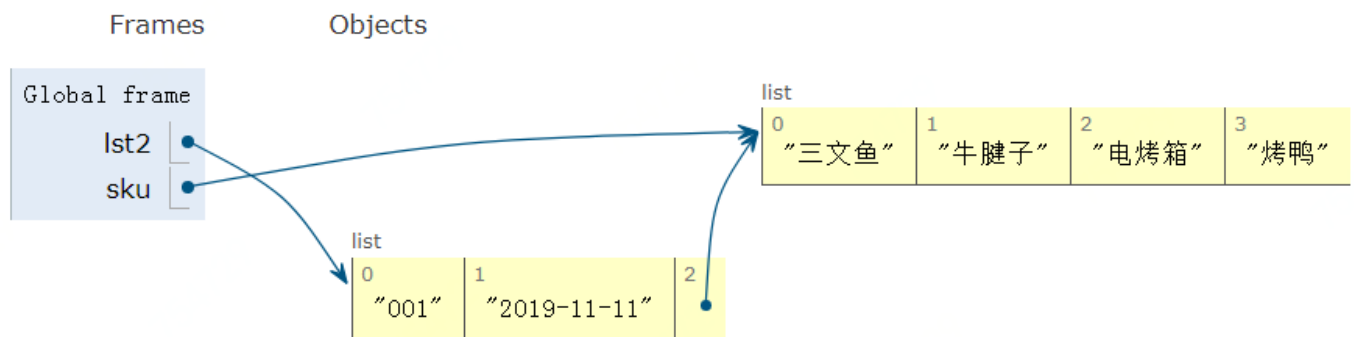 Frames Objects
Global frame
lst2
sku
list
0 1 2 3
"三文鱼" "牛腱子" "电烤箱" "烤鸭"
list
0 1 2
"001" "2019-11-11"